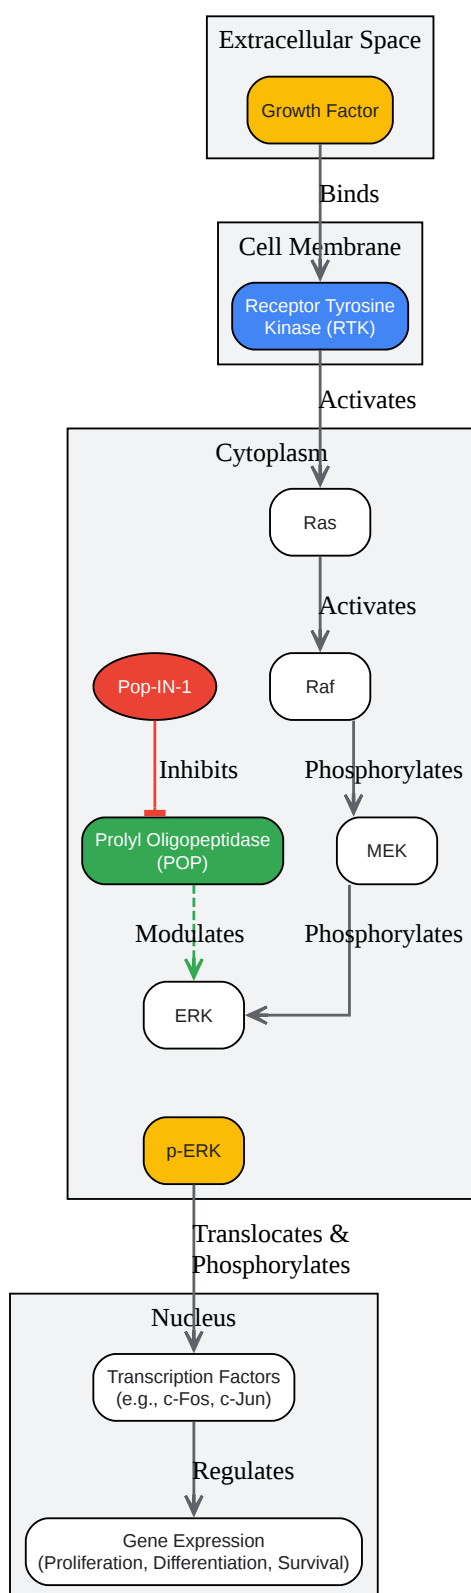 Extracellular Space
Growth Factor
Binds
Cell Membrane
Receptor Tyrosine
Kinase (RTK)
Activates
Cytoplasm
Ras
Activates
Pop-IN-1
Raf
Inhibits
Phosphorylates
Prolyl Oligopeptidase
(POP)
MEK
Modulates
Phosphorylates
ERK
p-ERK
Translocates &
Phosphorylates
Nucleus
Transcription Factors
(e.g., c-Fos, c-Jun)
Regulates
Gene Expression
(Proliferation, Differentiation, Survival)